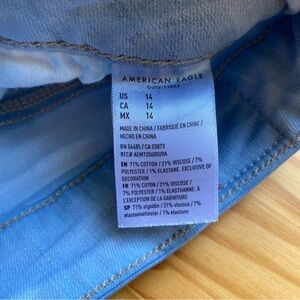 AMERICAN EAGLE
OUTFITTERS
US 14
CA 14
MX 14
MADE IN CHINA / FABRIQUÉ EN CHINE /
HECHO EN CHINA
RN 54485 / CA 03873
RFC# AEM120605U9A
EN 71% COTTON / 21% VISCOSE / 7%
POLYESTER / 1% ELASTANE. EXCLUSIVE OF
DECORATION
FR 71% COTON / 21% VISCOSE / 7%
POLYESTER / 1% ÉLASTHANNE. À
L'EXCEPTION DE LA GARNITURE
SP 71% algodón / 21% viscosa / 7%
elastomultiéster / 1% elastano